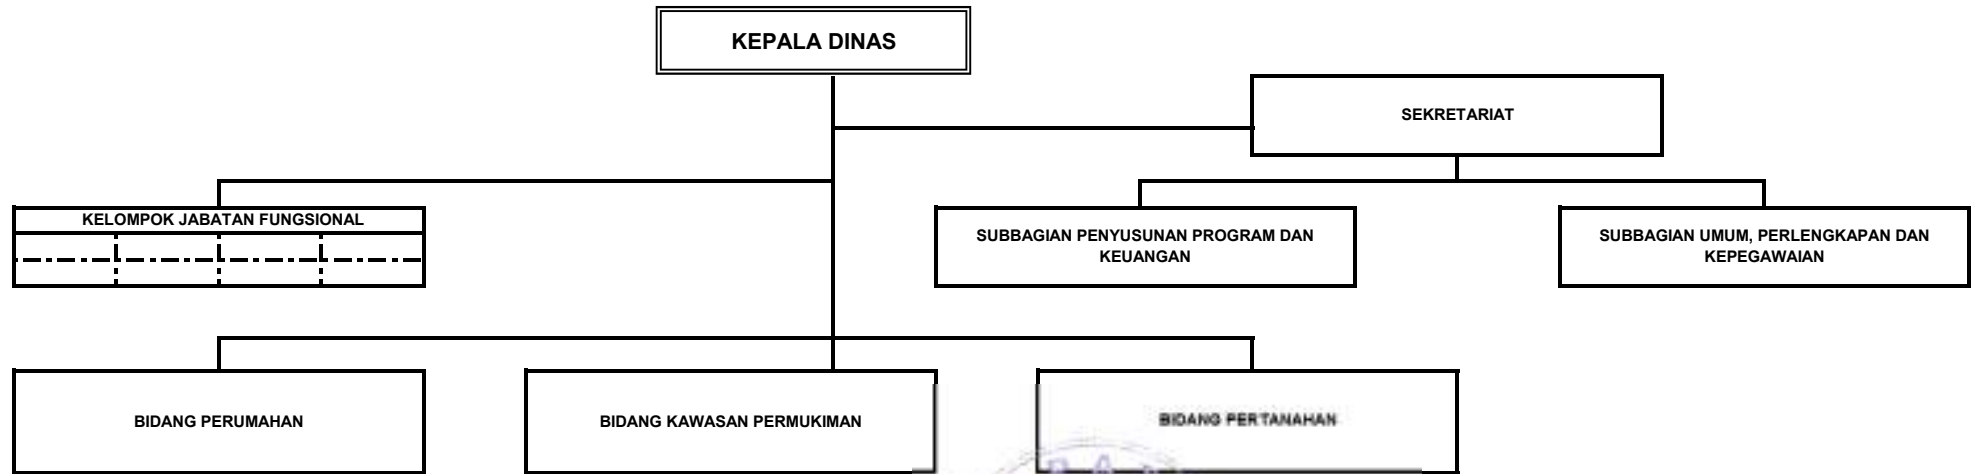 KEPALA DINAS
SEKRETARIAT
KELOMPOK JABATAN FUNGSIONAL
SUBBAGIAN PENYUSUNAN PROGRAM DAN
KEUANGAN
SUBBAGIAN UMUM, PERLENGKAPAN DAN
KEPEGAWAIAN
BIDANG PERUMAHAN
BIDANG KAWASAN PERMUKIMAN
BIDANG PERTANAHAN